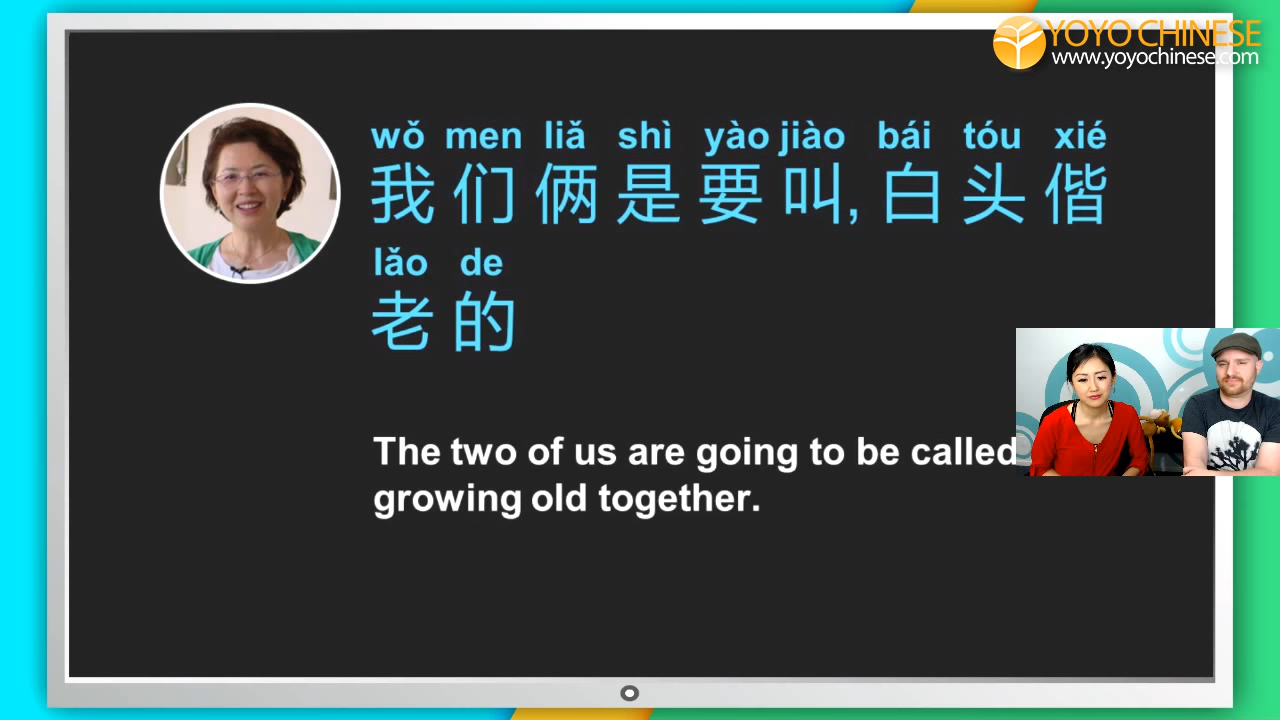 YOYO CHINESE
www.yoyochinese.com
wǒ men liǎ shì yào jiào bái tóu xié
我们俩是要叫,白头偕
lǎo de
老的
The two of us are going to be called
growing old together.